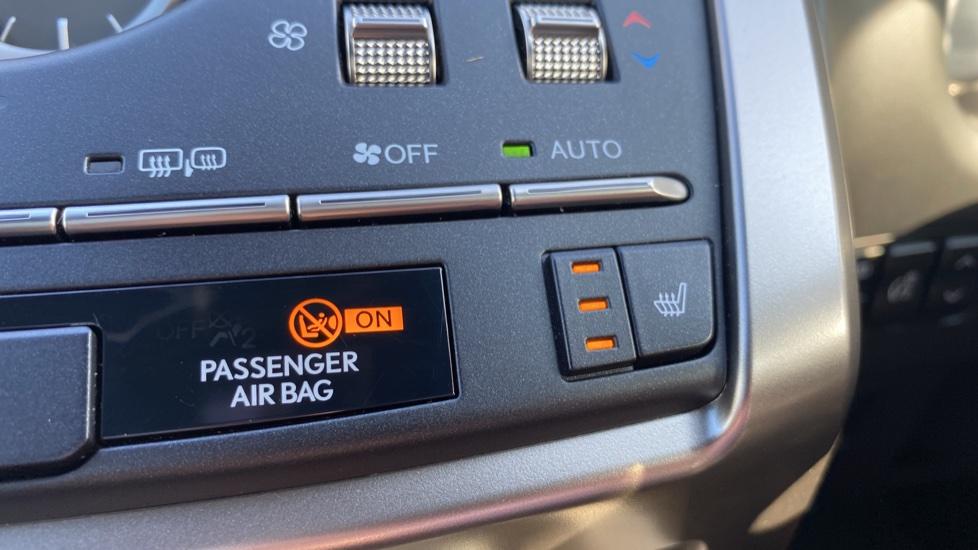 OFF
AUTO
ON
PASSENGER
AIR BAG